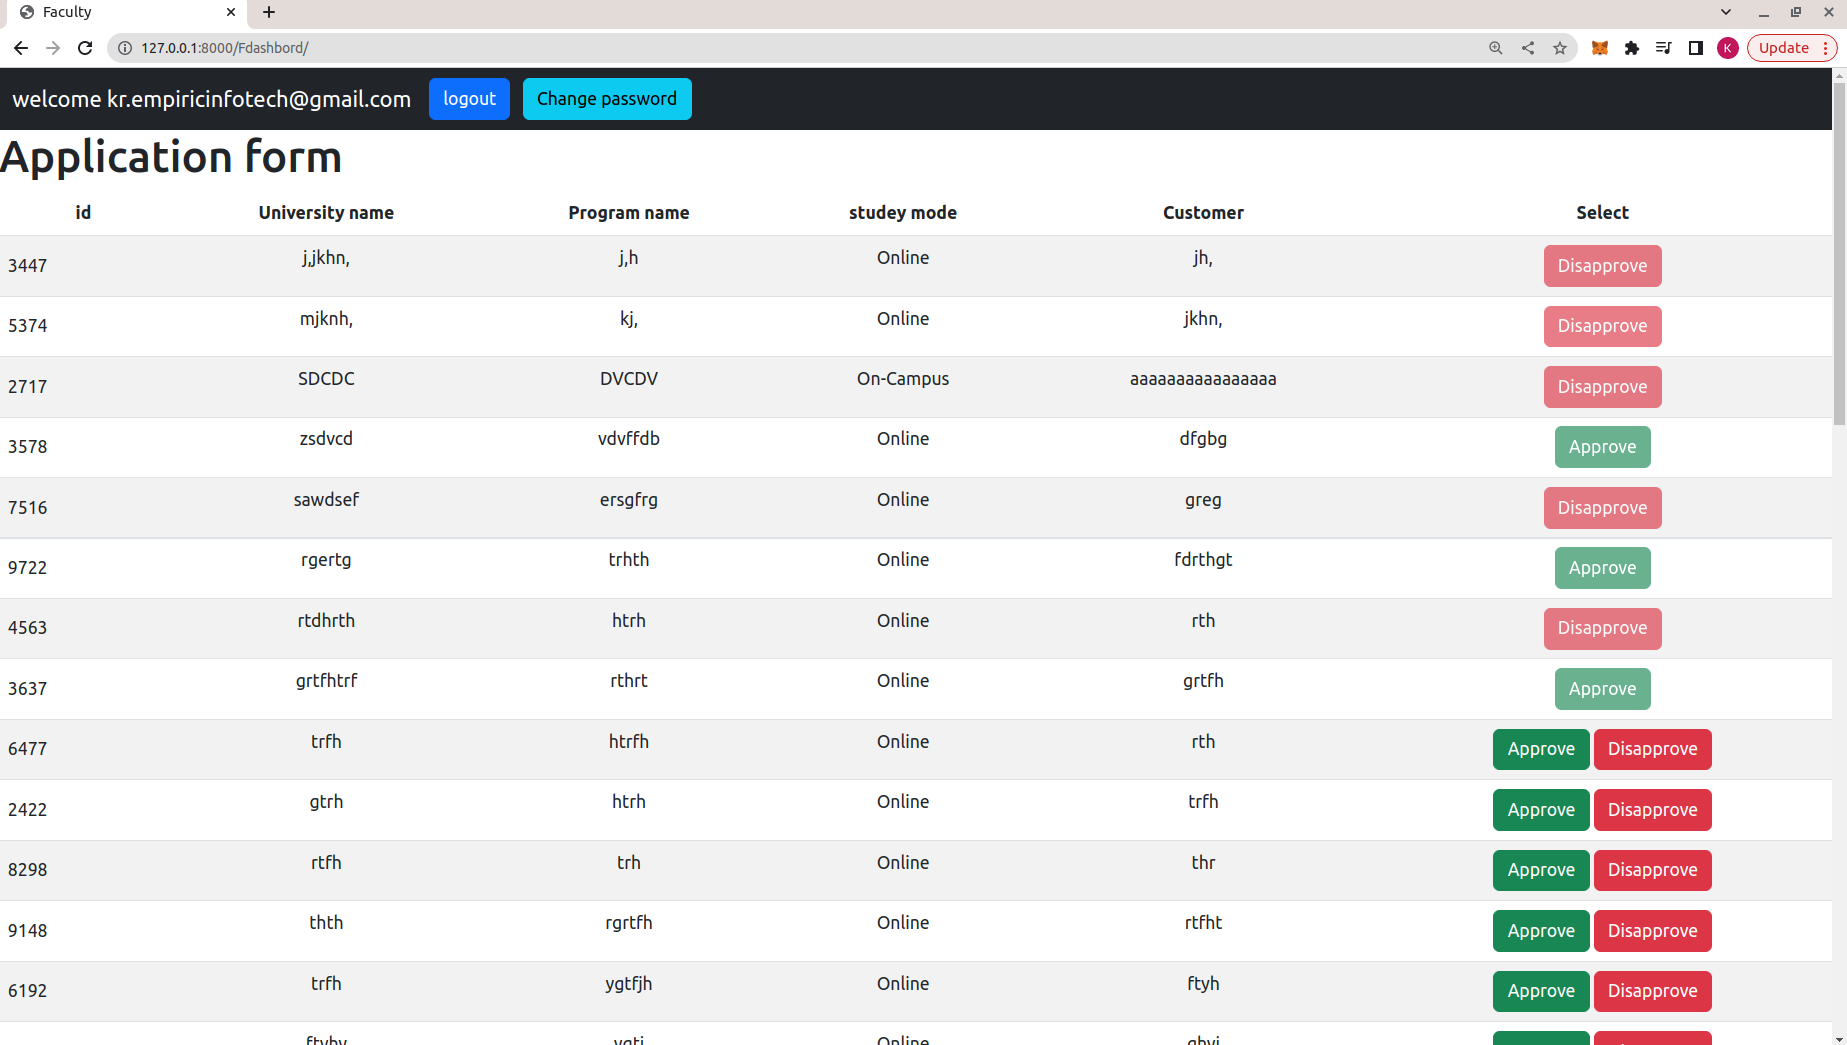 Faculty
127.0.0.1:8000/Fdashbord/
K
Update
welcome kr.empiricinfotech@gmail.com logout Change password
Application form
id University name Program name studey mode Customer Select
3447 j,jkhn, j,h Online jh, Disapprove
5374 mjknh, kj, Online jkhn, Disapprove
2717 SDCDC DVCDV On-Campus aaaaaaaaaaaaaaaa Disapprove
3578 zsdvcd vdvffdb Online dfgbg Approve
7516 sawdsef ersgfrg Online greg Disapprove
9722 rgertg trhth Online fdrthgt Approve
4563 rtdhrth htrh Online rth Disapprove
3637 grtfhtrf rthrt Online grtfh Approve
6477 trfh htrfh Online rth Approve Disapprove
2422 gtrh htrh Online trfh Approve Disapprove
8298 rtfh trh Online thr Approve Disapprove
9148 thth rgrtfh Online rtfht Approve Disapprove
6192 trfh ygtfjh Online ftyh Approve Disapprove
Online